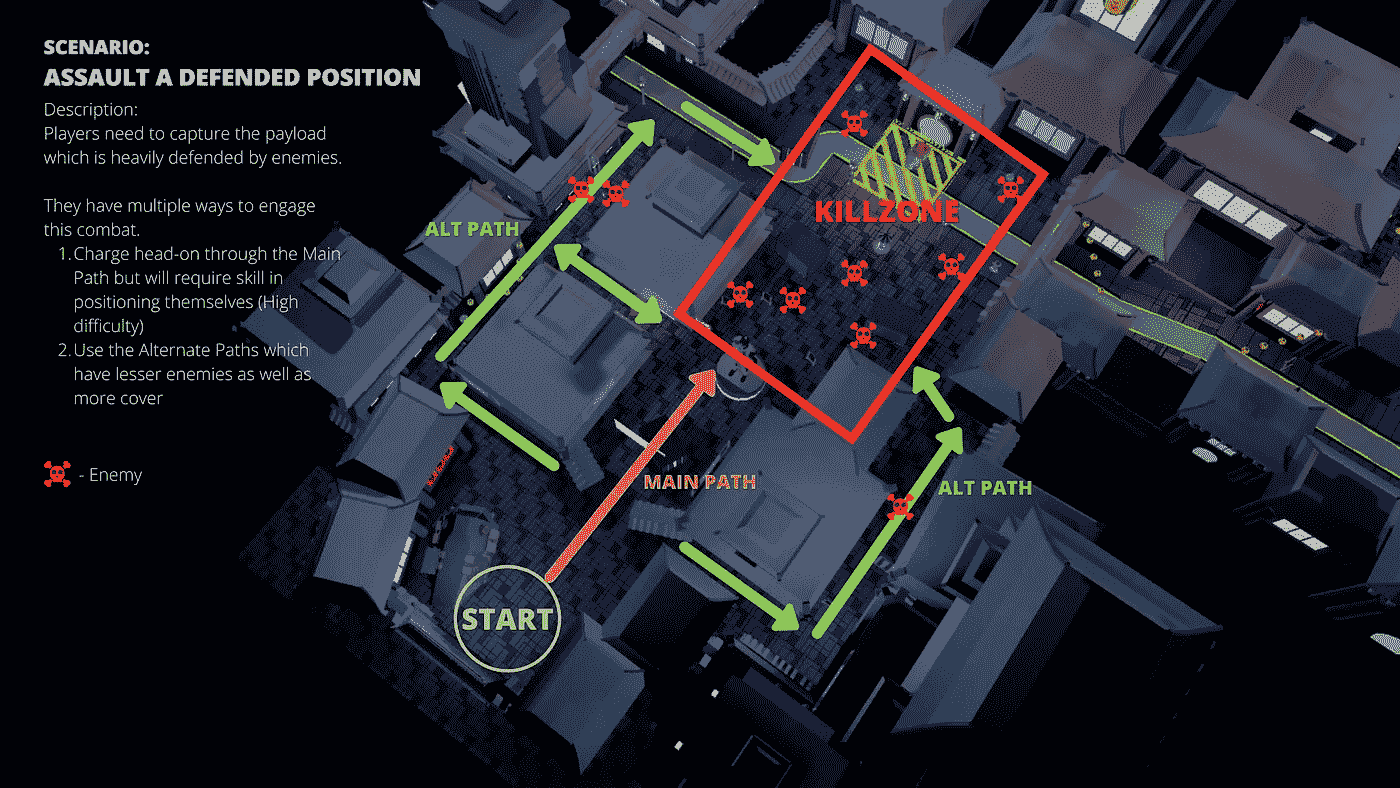 SCENARIO:
ASSAULT A DEFENDED POSITION
Description:
Players need to capture the payload
which is heavily defended by enemies.
They have multiple ways to engage
this combat.
1. Charge head-on through the Main
Path but will require skill in
positioning themselves (High
difficulty)
2. Use the Alternate Paths which
have lesser enemies as well as
more cover
- Enemy
ALT PATH
KILLZONE
MAIN PATH
ALT PATH
START